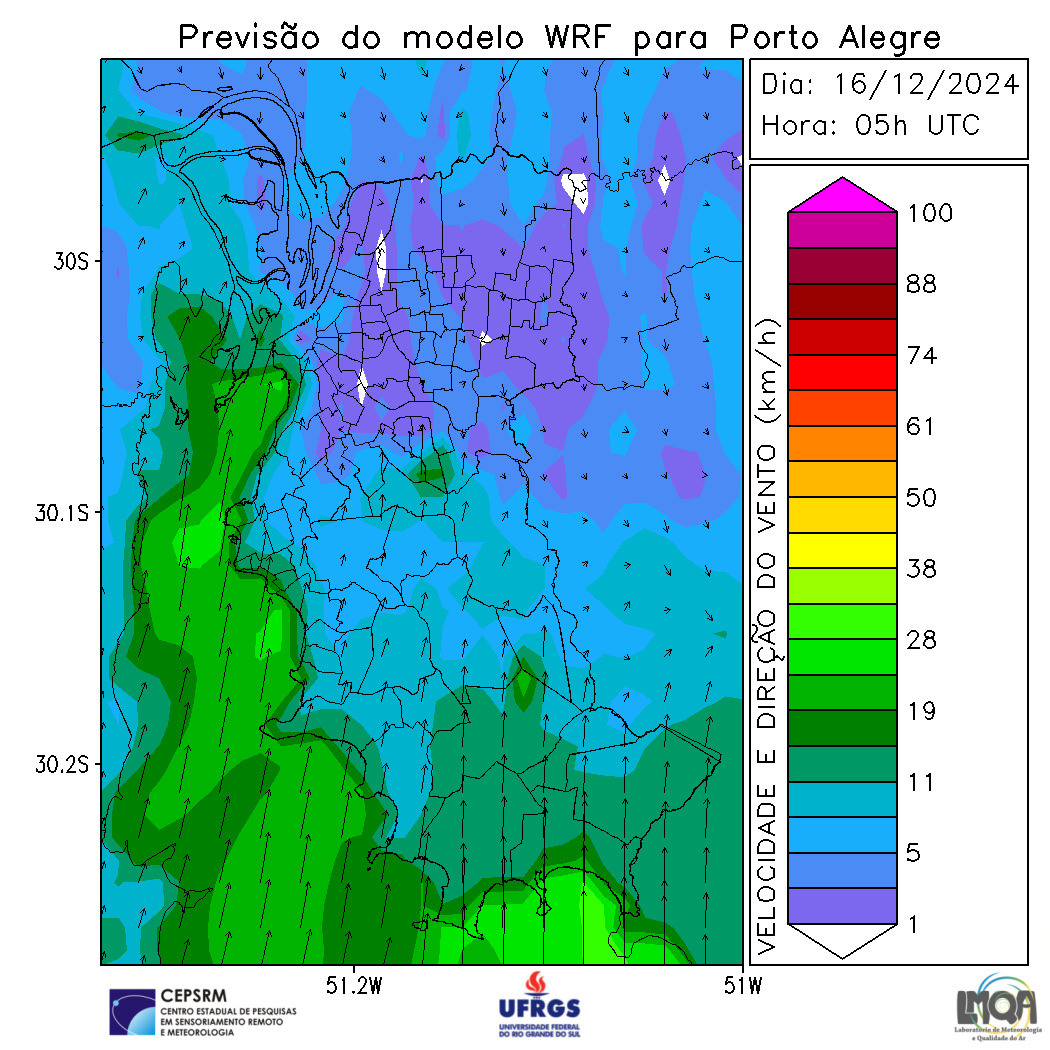 Previsão do modelo WRF para Porto Alegre
Dia: 16/12/2024
Hora: 05h UTC
30S
30.1S
30.2S
51.2W
51W
VELOCIDADE E DIREÇÃO DO VENTO (km/h)
100
88
74
61
50
38
28
19
11
5
1
CEPSRM
CENTRO ESTADUAL DE PESQUISAS
EM SENSORIAMENTO REMOTO
E METEOROLOGIA
UFRGS
UNIVERSIDADE FEDERAL
DO RIO GRANDE DO SUL
LMQA
Laboratório de Meteorologia
e Qualidade do Ar